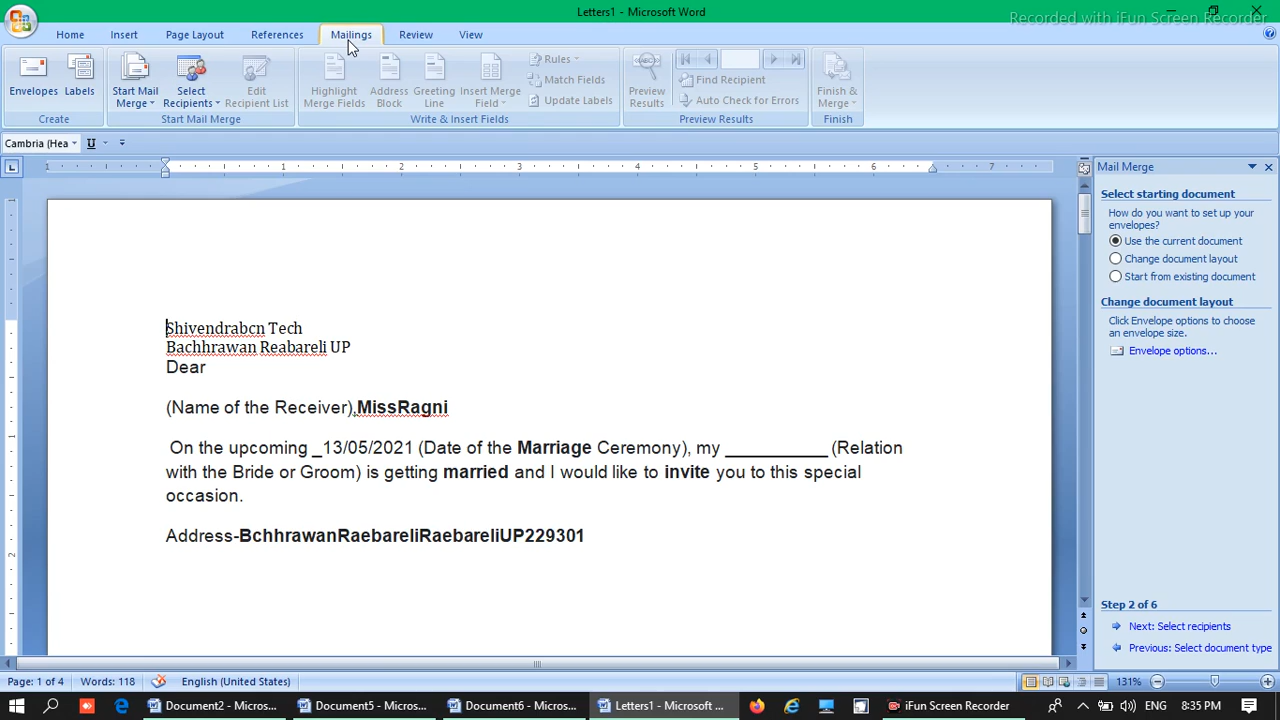 Letters1 - Microsoft Word
Recorded with iFun Screen Recorder
Home Insert Page Layout References Mailings Review View
Envelopes Labels Start Mail Merge Select Recipients Edit Recipient List Highlight Merge Fields Address Block Greeting Line Insert Merge Field Rules Match Fields Update Labels Preview Results Find Recipient Auto Check for Errors Finish & Merge
Create Start Mail Merge Write & Insert Fields Preview Results Finish
Cambria (Hea U
1 1 2 3 4 5 6 7
Shivendrabcn Tech
Bachhrawan Reabareli UP
Dear
(Name of the Receiver),MissRagni
On the upcoming _13/05/2021 (Date of the Marriage Ceremony), my ___________ (Relation
with the Bride or Groom) is getting married and I would like to invite you to this special
occasion.
Address-BchhrawanRaebareliRaebareliUP229301
Mail Merge
Select starting document
How do you want to set up your
envelopes?
Use the current document
Change document layout
Start from existing document
Change document layout
Click Envelope options to choose
an envelope size.
Envelope options...
Step 2 of 6
Next: Select recipients
Previous: Select document type
Page: 1 of 4 Words: 118 English (United States) 131%
Document2 - Micros... Document5 - Micros... Document6 - Micros... Letters1 - Microsoft ... iFun Screen Recorder ENG 8:35 PM